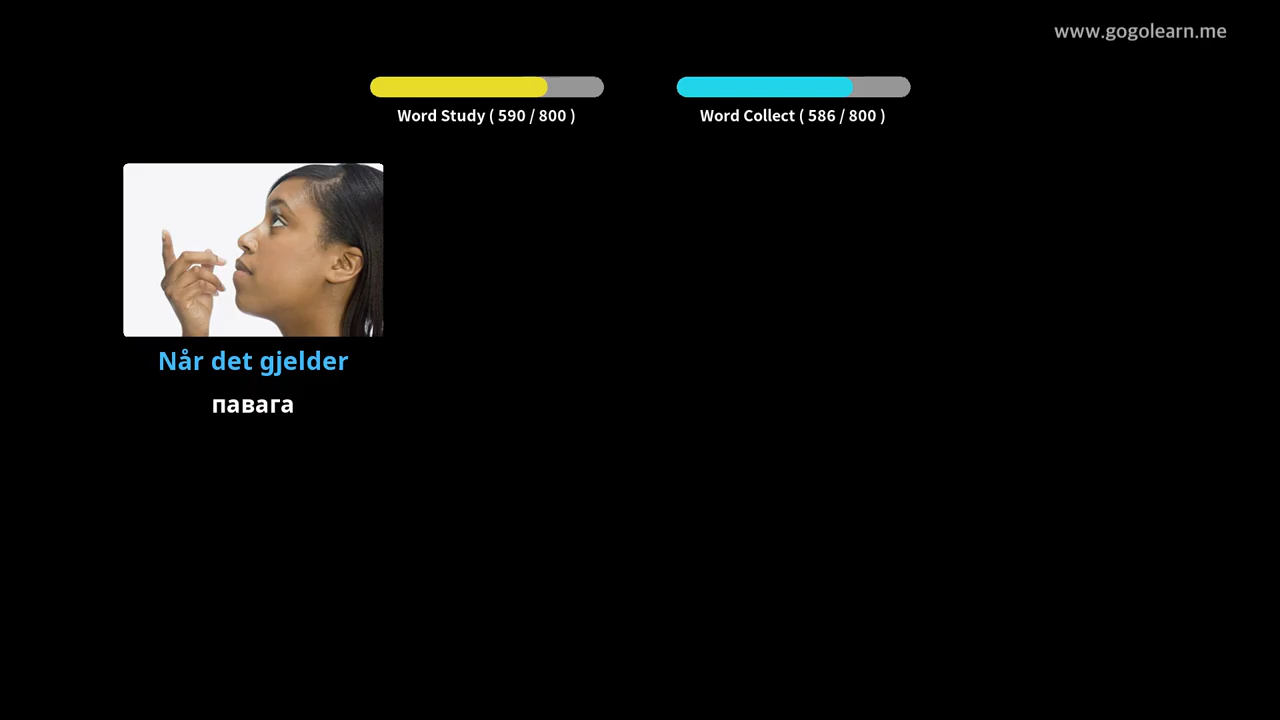 www.gogolearn.me
Word Study ( 590 / 800 )
Word Collect ( 586 / 800 )
Når det gjelder
павага